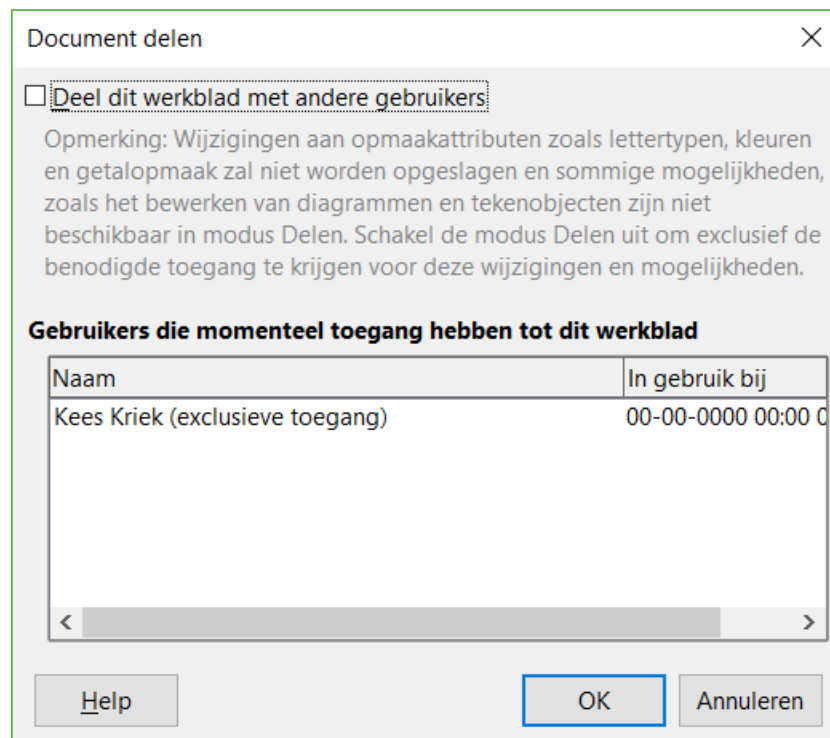 Document delen
Deel dit werkblad met andere gebruikers
Opmerking: Wijzigingen aan opmaakattributen zoals lettertypen, kleuren
en getalopmaak zal niet worden opgeslagen en sommige mogelijkheden,
zoals het bewerken van diagrammen en tekenobjecten zijn niet
beschikbaar in modus Delen. Schakel de modus Delen uit om exclusief de
benodigde toegang te krijgen voor deze wijzigingen en mogelijkheden.
Gebruikers die momenteel toegang hebben tot dit werkblad
Naam In gebruik bij
Kees Kriek (exclusieve toegang) 00-00-0000 00:00 0
Help OK Annuleren